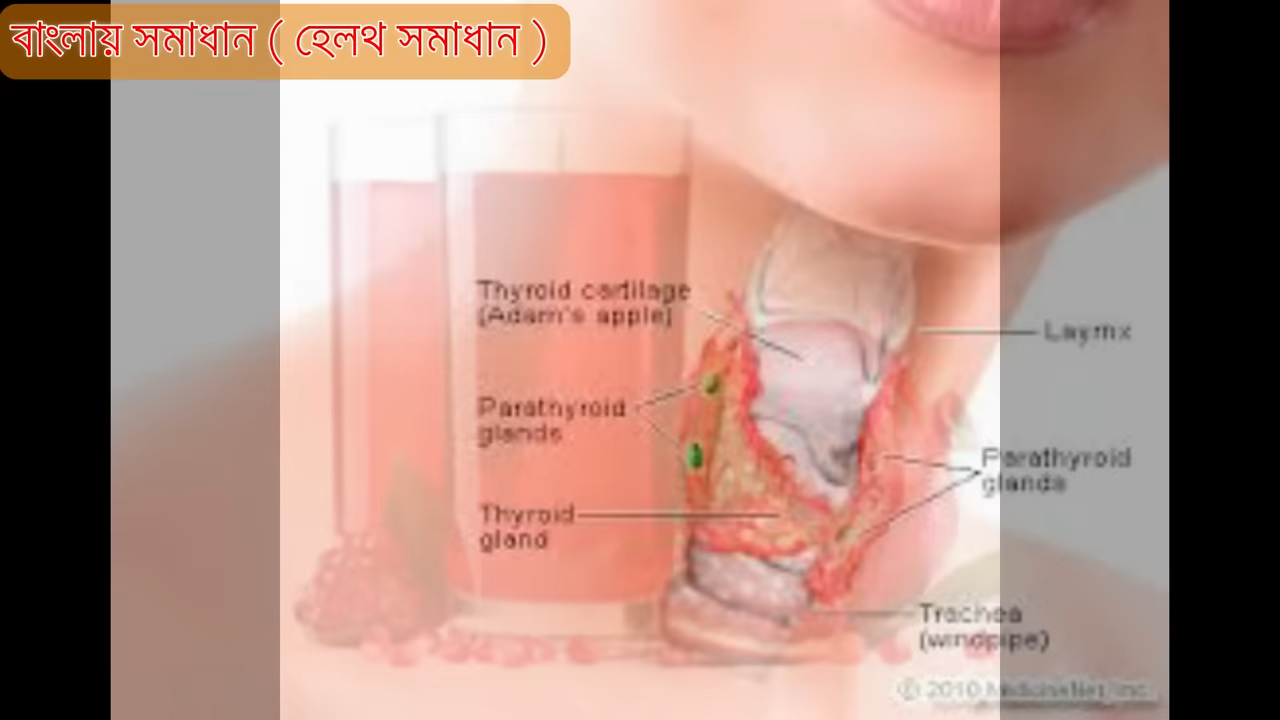 বাংলায় সমাধান ( হেলথ সমাধান )
Thyroid cartilage
(Adam's apple)
Larynx
Parathyroid
glands
Parathyroid
glands
Thyroid
gland
Trachea
(windpipe)
© 2010 MedicineNet, Inc.